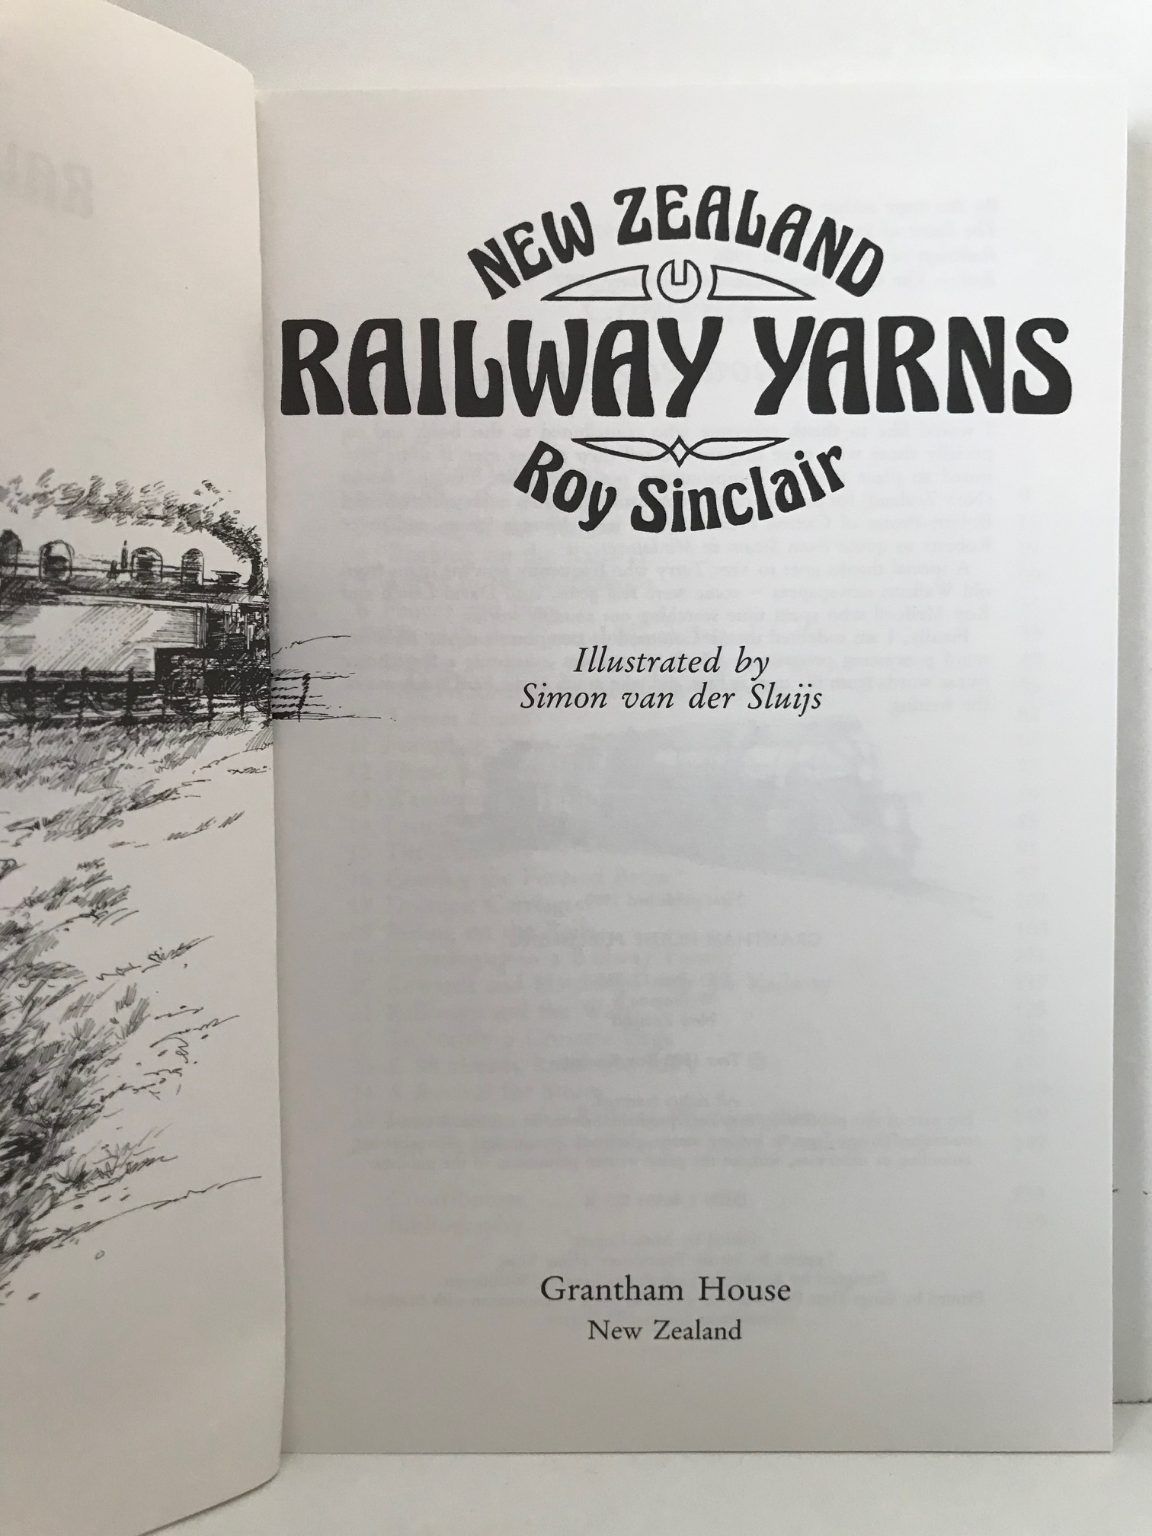 NEW ZEALAND
RAILWAY YARNS
Roy Sinclair
Illustrated by
Simon van der Sluijs
Grantham House
New Zealand